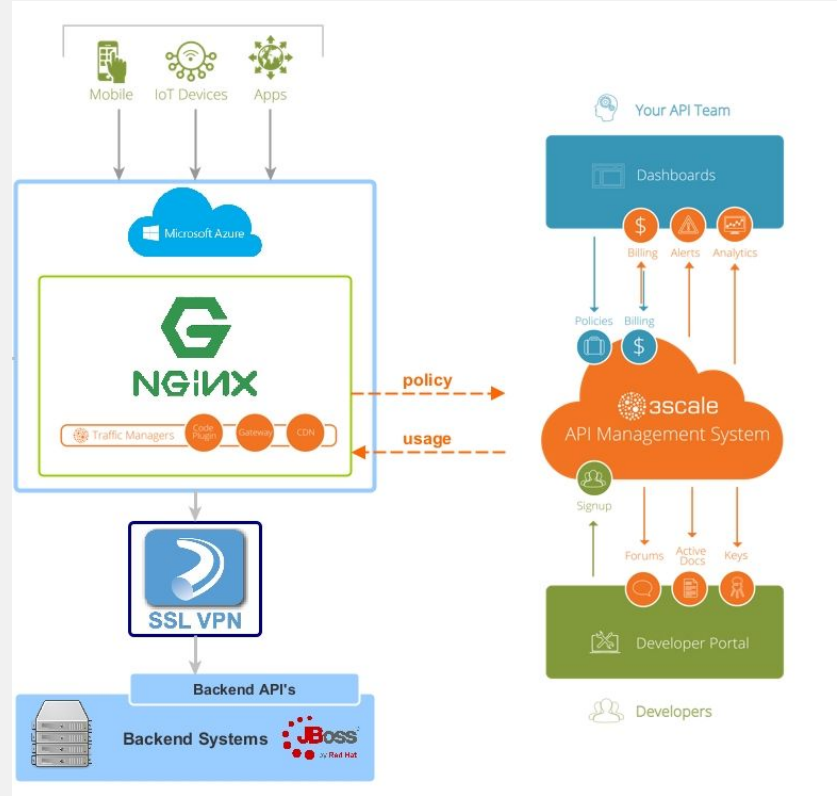 Mobile
IoT Devices
Apps
Microsoft Azure
NGiNX
Traffic Managers
Code
Plugin
Gateway
CDN
policy
usage
SSL VPN
Backend API's
Backend Systems
JBoss
by Red Hat
Your API Team
Dashboards
Billing
Alerts
Analytics
Policies
Billing
3scale
API Management System
Signup
Forums
Active
Docs
Keys
Developer Portal
Developers